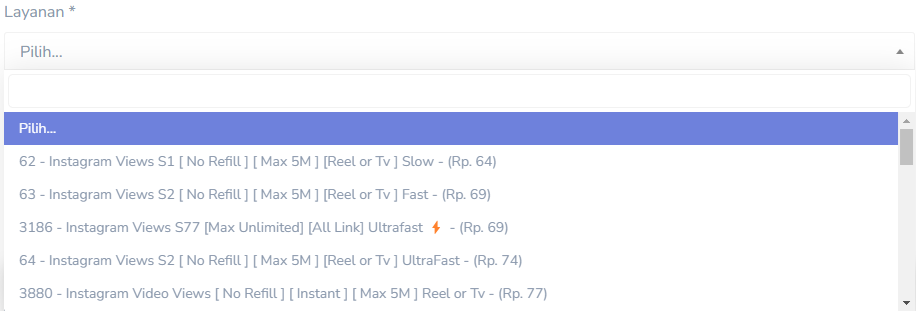 Layanan *
Pilih...
Pilih...
62 - Instagram Views S1 [ No Refill ] [ Max 5M ] [Reel or Tv ] Slow - (Rp. 64)
63 - Instagram Views S2 [ No Refill ] [ Max 5M ] [Reel or Tv ] Fast - (Rp. 69)
3186 - Instagram Views S77 [Max Unlimited] [All Link] Ultrafast ⚡ - (Rp. 69)
64 - Instagram Views S2 [ No Refill ] [ Max 5M ] [Reel or Tv ] UltraFast - (Rp. 74)
3880 - Instagram Video Views [ No Refill ] [ Instant ] [ Max 5M ] Reel or Tv - (Rp. 77)